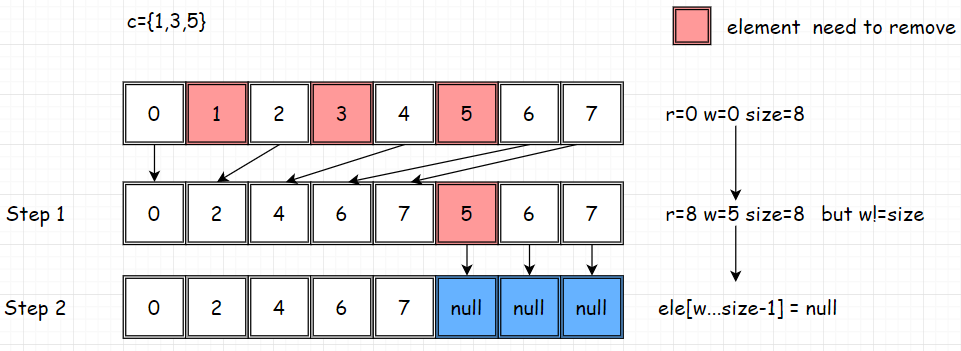 c={1,3,5}
element need to remove
0 1 2 3 4 5 6 7
r=0 w=0 size=8
Step 1
0 2 4 6 7 5 6 7
r=8 w=5 size=8 but w!=size
Step 2
0 2 4 6 7 null null null
ele[w...size-1] = null